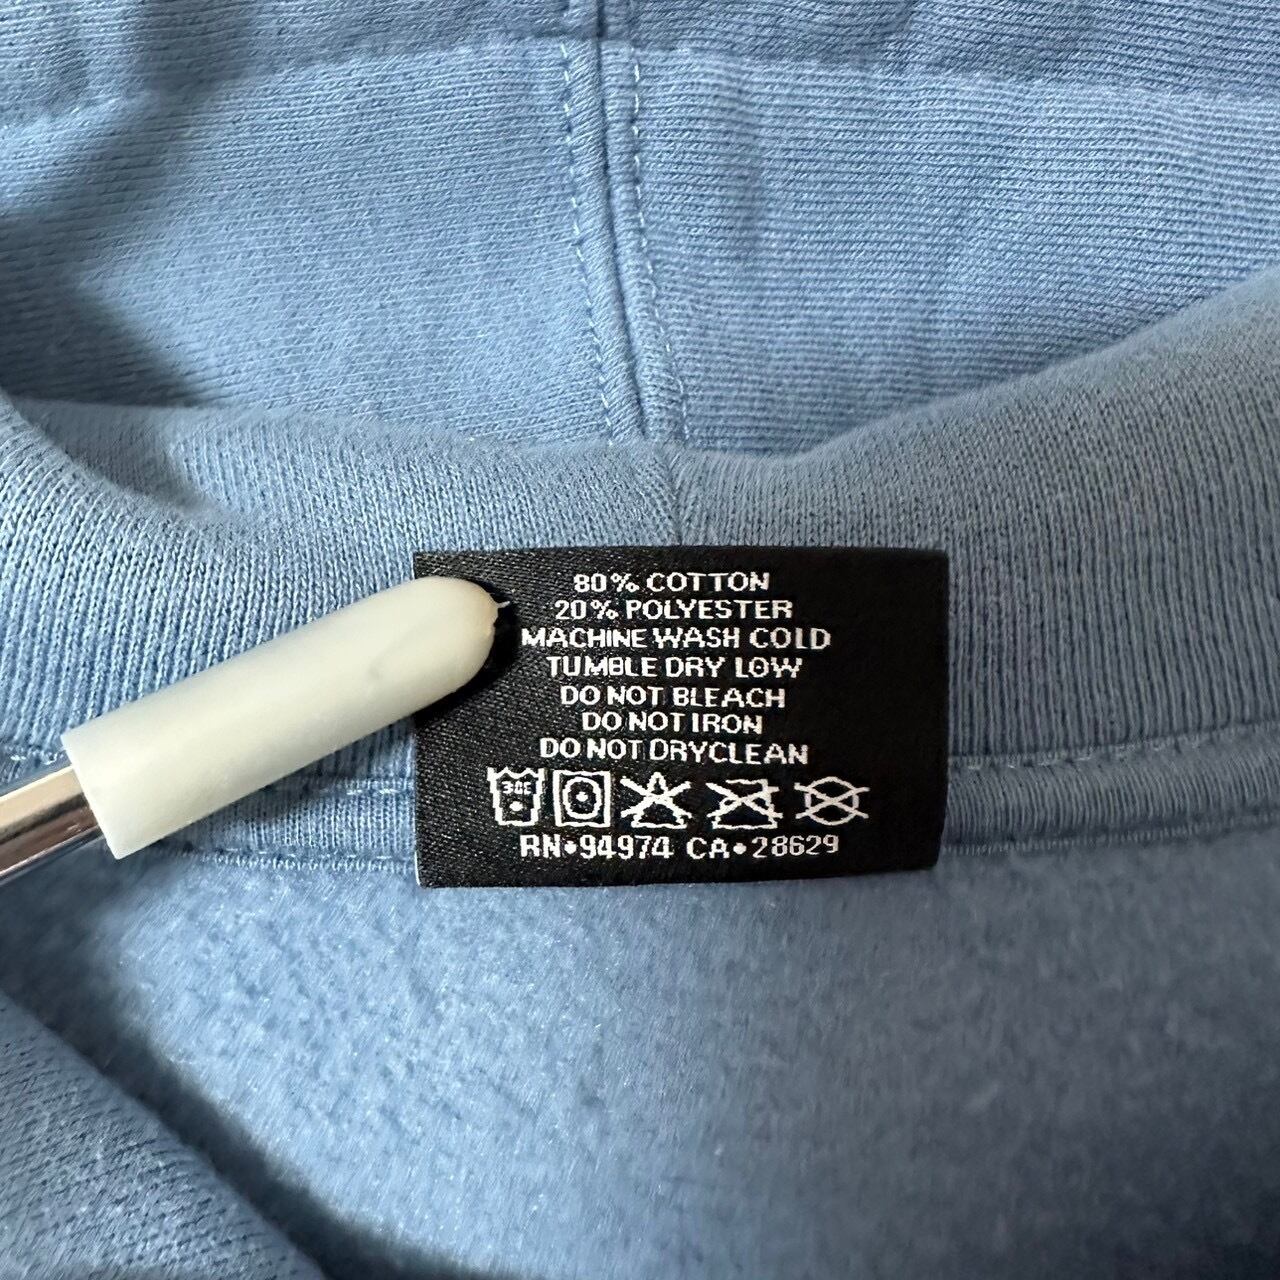 80% COTTON
20% POLYESTER
MACHINE WASH COLD
TUMBLE DRY LOW
DO NOT BLEACH
DO NOT IRON
DO NOT DRYCLEAN
30C
RN•94974 CA•28629